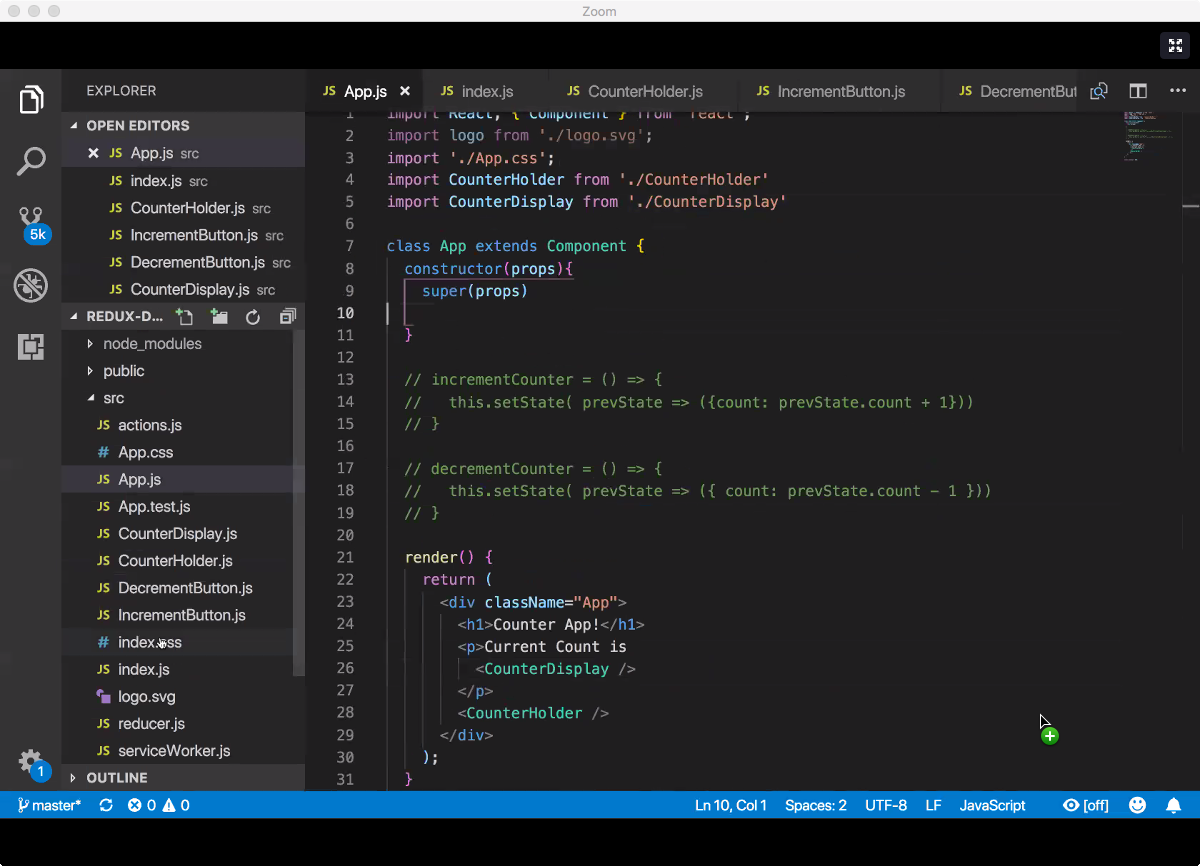 Zoom
EXPLORER
OPEN EDITORS
JS App.js src
JS index.js src
JS CounterHolder.js src
JS IncrementButton.js src
JS DecrementButton.js src
JS CounterDisplay.js src
REDUX-D...
node_modules
public
src
JS actions.js
# App.css
JS App.js
JS App.test.js
JS CounterDisplay.js
JS CounterHolder.js
JS DecrementButton.js
JS IncrementButton.js
# index.css
JS index.js
logo.svg
JS reducer.js
JS serviceWorker.js
OUTLINE
5k
1
JS App.js JS index.js JS CounterHolder.js JS IncrementButton.js JS DecrementBut
1 import React, { Component } from 'react';
2 import logo from './logo.svg';
3 import './App.css';
4 import CounterHolder from './CounterHolder'
5 import CounterDisplay from './CounterDisplay'
6
7 class App extends Component {
8 constructor(props){
9 super(props)
10
11 }
12
13 // incrementCounter = () => {
14 // this.setState( prevState => ({count: prevState.count + 1}))
15 // }
16
17 // decrementCounter = () => {
18 // this.setState( prevState => ({ count: prevState.count - 1 }))
19 // }
20
21 render() {
22 return (
23 <div className="App">
24 <h1>Counter App!</h1>
25 <p>Current Count is
26 <CounterDisplay />
27 </p>
28 <CounterHolder />
29 </div>
30 );
31 }
master* 0 0 Ln 10, Col 1 Spaces: 2 UTF-8 LF JavaScript [off]